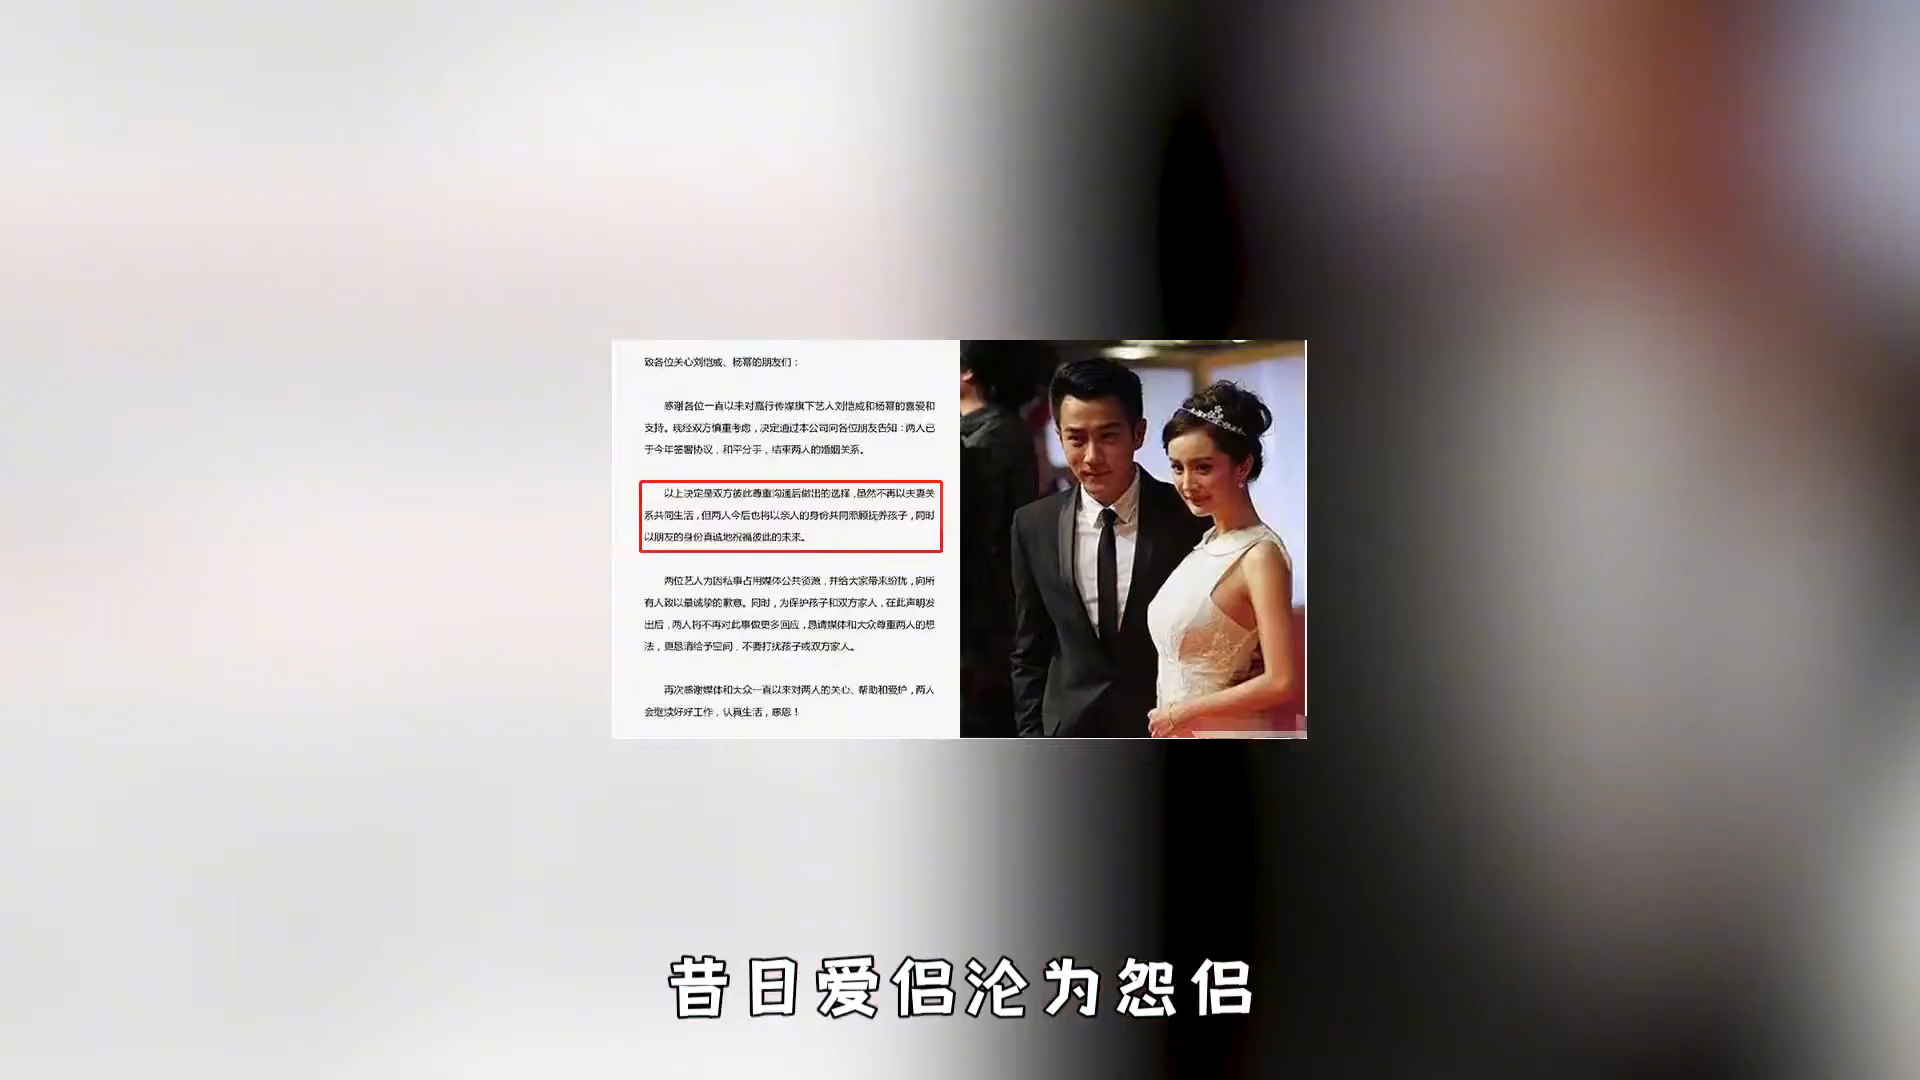 致各位关心刘恺威、杨幂的朋友们：
感谢各位一直以来对嘉行传媒旗下艺人刘恺威和杨幂的喜爱和
支持。现经双方慎重考虑，决定通过本公司向各位朋友告知：两人已
于今年签署协议，和平分手，结束两人的婚姻关系。
以上决定是双方彼此尊重沟通后做出的选择，虽然不再以夫妻关
系共同生活，但两人今后也将以亲人的身份共同照顾抚养孩子，同时
以朋友的身份真诚地祝福彼此的未来。
两位艺人为因私事占用媒体公共资源，并给大家带来纷扰，向所
有人致以最诚挚的歉意。同时，为保护孩子和双方家人，在此声明发
出后，两人将不再对此事做更多回应，恳请媒体和大众尊重两人的想
法，更恳请给予空间，不要打扰孩子或双方家人。
再次感谢媒体和大众一直以来对两人的关心、帮助和爱护，两人
会继续好好工作，认真生活，感恩！
昔日爱侣沦为怨侣